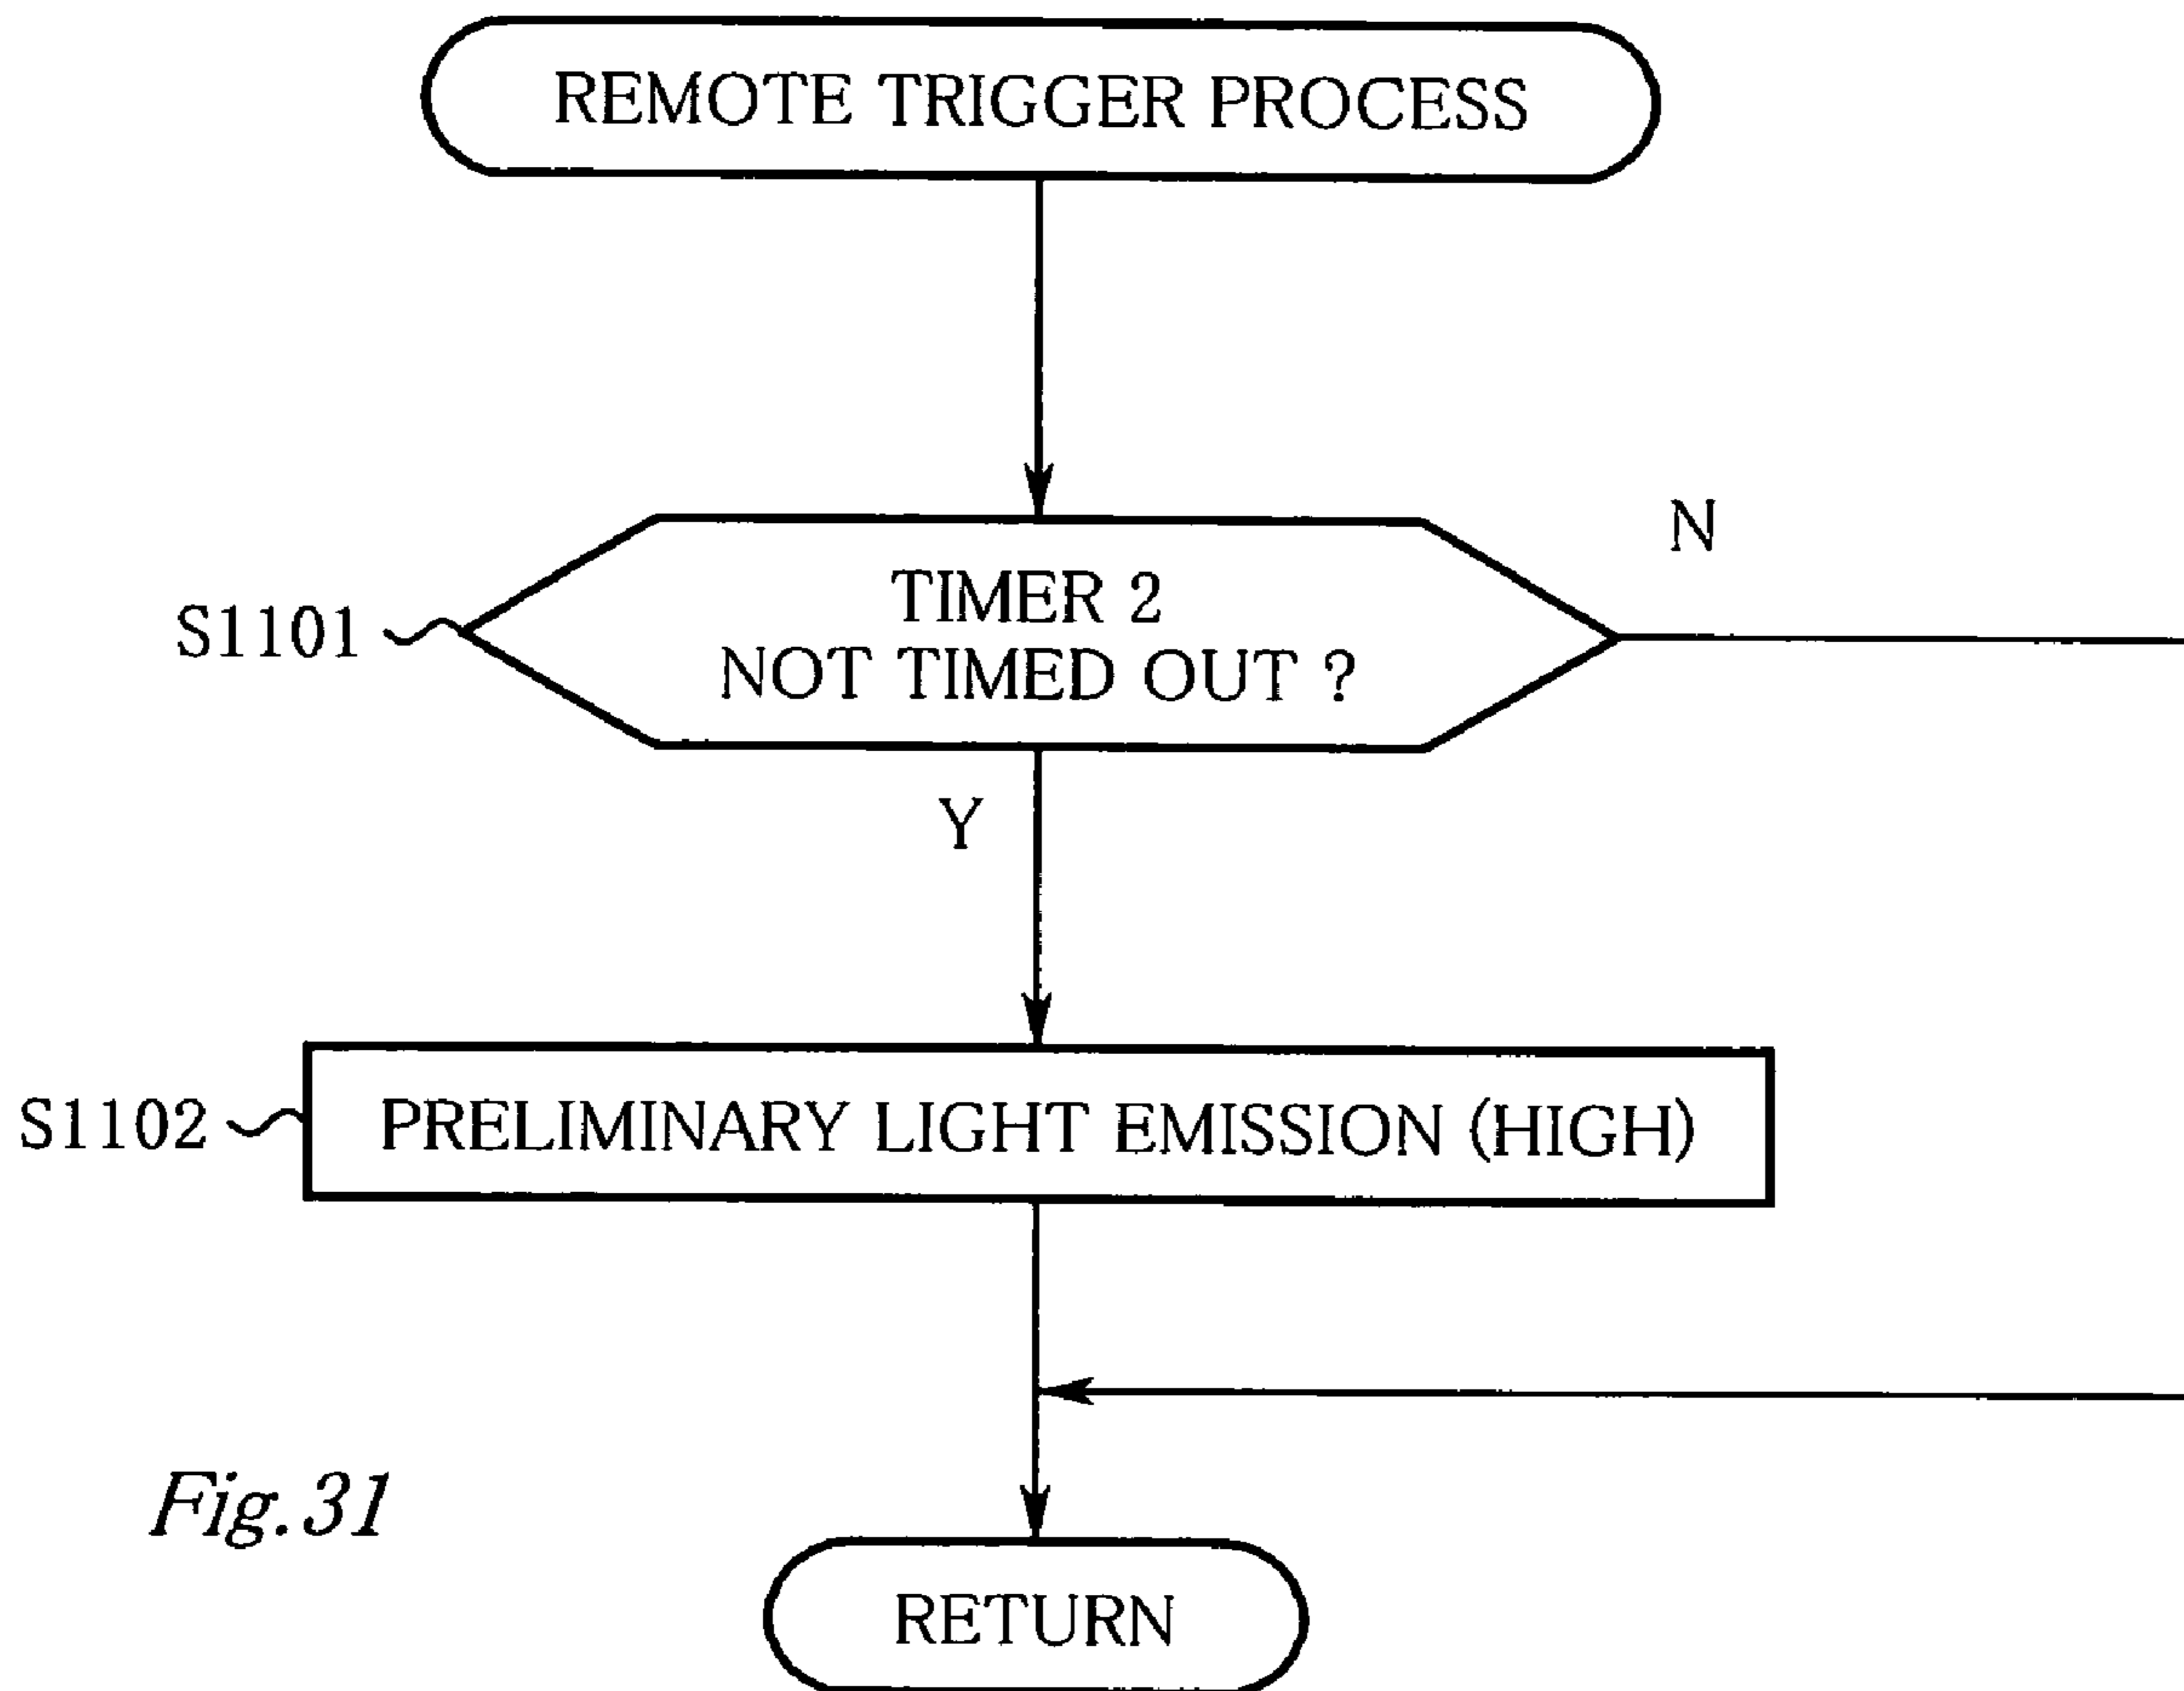 REMOTE TRIGGER PROCESS
N
S1101
TIMER 2
NOT TIMED OUT ?
Y
S1102
PRELIMINARY LIGHT EMISSION (HIGH)
Fig.31
RETURN